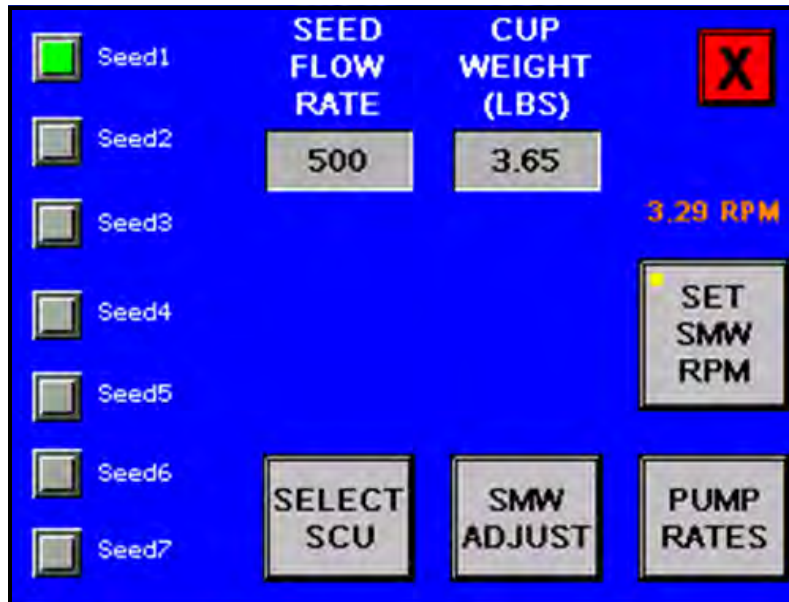 Seed1
Seed2
Seed3
Seed4
Seed5
Seed6
Seed7
SEED
FLOW
RATE
500
CUP
WEIGHT
(LBS)
3.65
X
3.29 RPM
SET
SMW
RPM
SELECT
SCU
SMW
ADJUST
PUMP
RATES